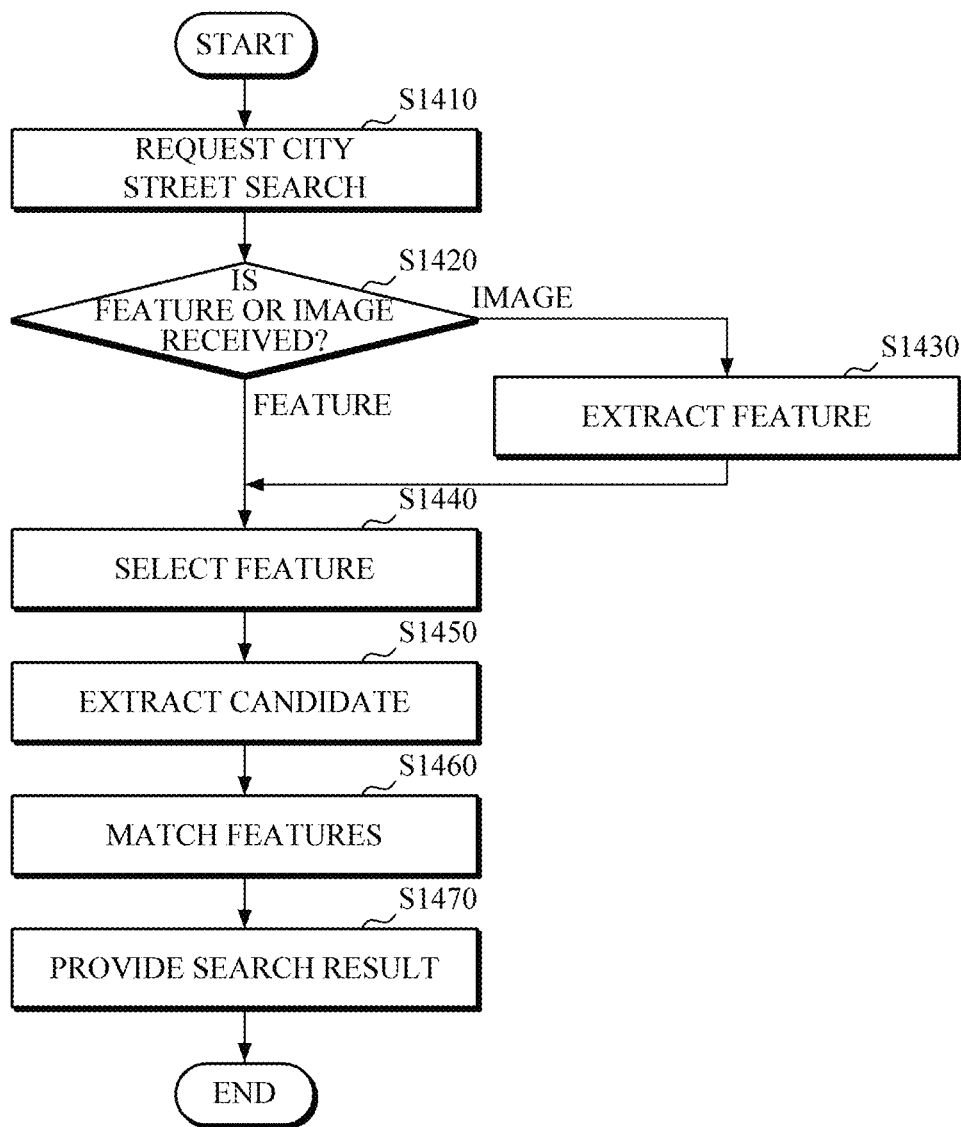 START
S1410
REQUEST CITY
STREET SEARCH
S1420
IS
FEATURE OR IMAGE
RECEIVED?
IMAGE
S1430
EXTRACT FEATURE
FEATURE
S1440
SELECT FEATURE
S1450
EXTRACT CANDIDATE
S1460
MATCH FEATURES
S1470
PROVIDE SEARCH RESULT
END